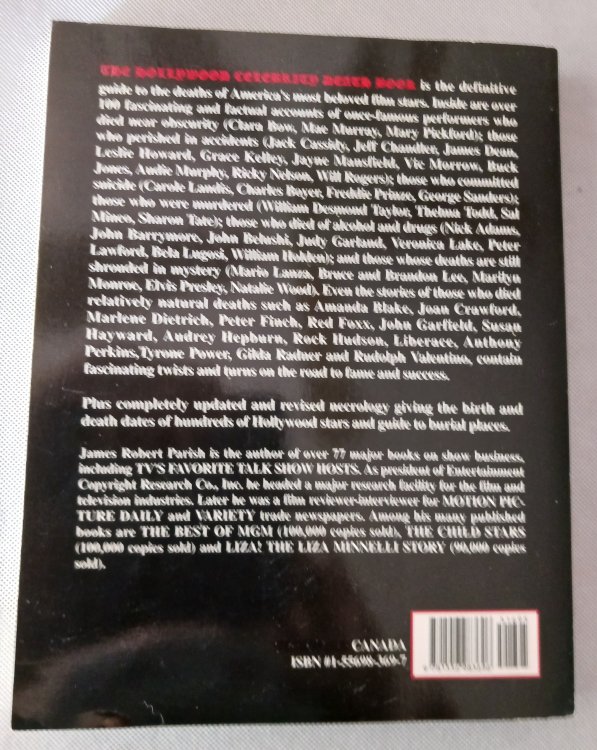 THE HOLLYWOOD CELEBRITY DEATH BOOK is the definitive
guide to the deaths of America's most beloved film stars. Inside are over
100 fascinating and factual accounts of once-famous performers who
died near obscurity (Clara Bow, Mae Murray, Mary Pickford); those
who perished in accidents (Jack Cassidy, Jeff Chandler, James Dean,
Leslie Howard, Grace Kelley, Jayne Mansfield, Vic Morrow, Buck
Jones, Audie Murphy, Ricky Nelson, Will Rogers); those who committed
suicide (Carole Landis, Charles Boyer, Freddie Prinze, George Sanders);
those who were murdered (William Desmond Taylor, Thelma Todd, Sal
Mineo, Sharon Tate); those who died of alcohol and drugs (Nick Adams,
John Barrymore, John Belushi, Judy Garland, Veronica Lake, Peter
Lawford, Bela Lugosi, William Holden); and those whose deaths are still
shrouded in mystery (Mario Lanza, Bruce and Brandon Lee, Marilyn
Monroe, Elvis Presley, Natalie Wood). Even the stories of those who died
relatively natural deaths such as Amanda Blake, Joan Crawford,
Marlene Dietrich, Peter Finch, Red Foxx, John Garfield, Susan
Hayward, Audrey Hepburn, Rock Hudson, Liberace, Anthony
Perkins,Tyrone Power, Gilda Radner and Rudolph Valentino, contain
fascinating twists and turns on the road to fame and success.
Plus completely updated and revised necrology giving the birth and
death dates of hundreds of Hollywood stars and guide to burial places.
James Robert Parish is the author of over 77 major books on show business,
including TV'S FAVORITE TALK SHOW HOSTS. As president of Entertainment
Copyright Research Co., Inc. he headed a major research facility for the film and
television industries. Later he was a film reviewer-interviewer for MOTION PIC-
TURE DAILY and VARIETY trade newspapers. Among his many published
books are THE BEST OF MGM (100,000 copies sold), THE CHILD STARS
(100,000 copies sold) and LIZA! THE LIZA MINNELLI STORY (90,000 copies
sold).
CANADA
ISBN #1-55698-369-7